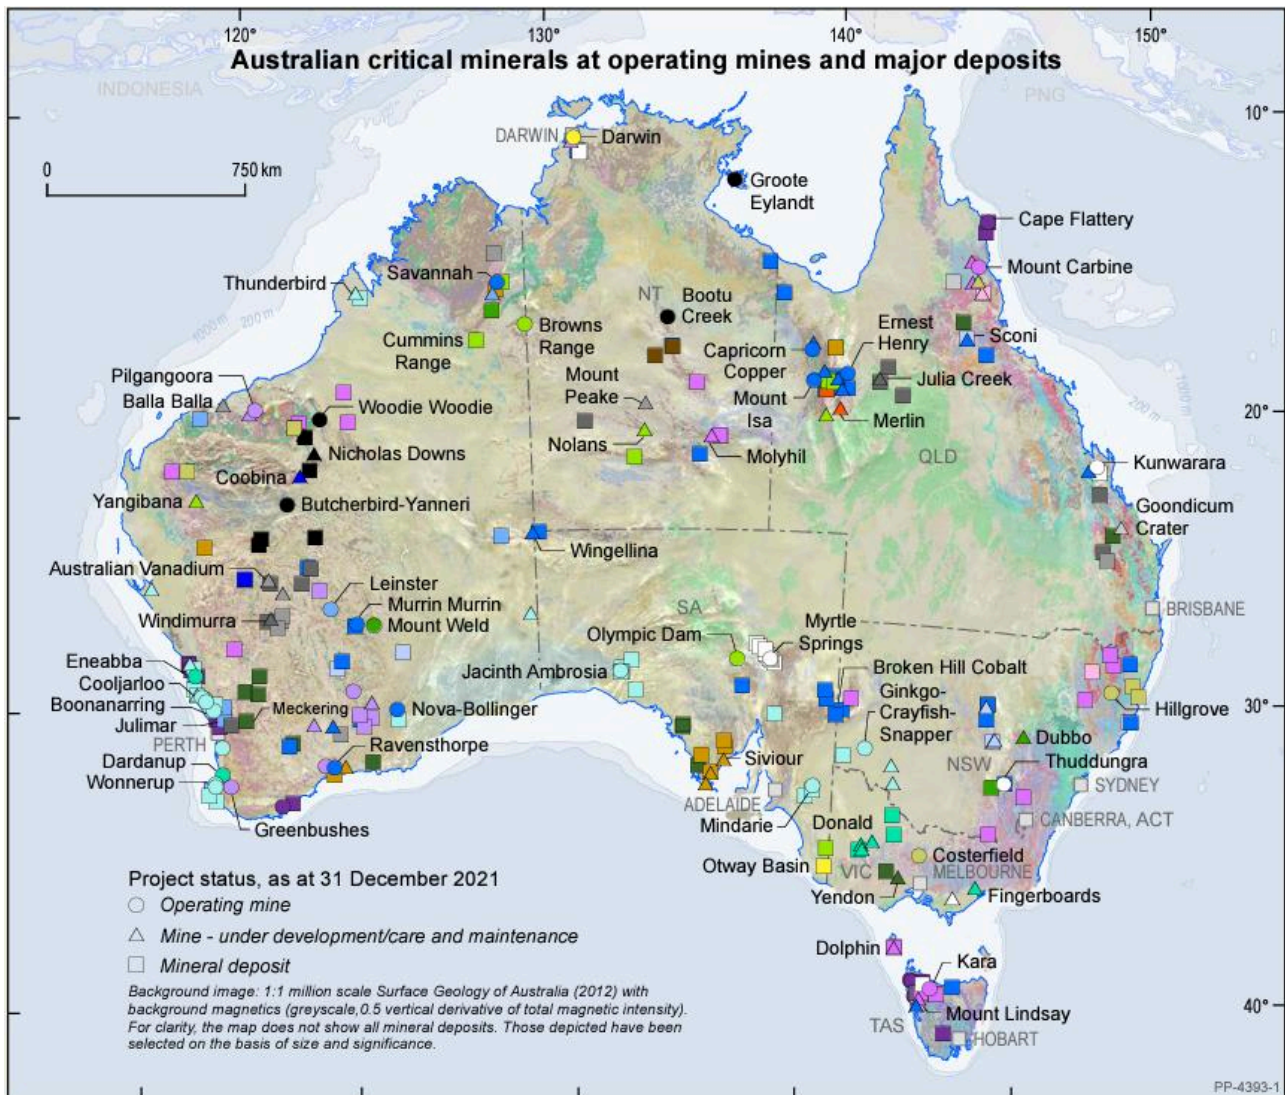 120°
130°
140°
150°
Australian critical minerals at operating mines and major deposits
INDONESIA
PNG
10°
DARWIN
Darwin
0
750 km
Groote
Eylandt
Cape Flattery
Mount Carbine
Savannah
Thunderbird
NT
Bootu
Creek
Ernest
Henry
Sconi
Browns
Range
Cummins
Range
Capricorn
Copper
Julia Creek
Pilgangoora
Balla Balla
Woodie Woodie
Mount
Peake
Mount
Isa
Merlin
20°
Nolans
Molyhil
QLD
Nicholas Downs
Coobina
Kunwarara
Yangibana
Butcherbird-Yanneri
Goondicum
Crater
Wingellina
Australian Vanadium
Leinster
BRISBANE
Windimurra
Murrin Murrin
Mount Weld
SA
Olympic Dam
Myrtle
Springs
Eneabba
Cooljarloo
Boonanarring
Julimar
Meckering
Jacinth Ambrosia
Broken Hill Cobalt
Ginkgo-
Crayfish-
Snapper
Nova-Bollinger
Hillgrove
30°
PERTH
Ravensthorpe
Dubbo
Dardanup
Wonnerup
Siviour
NSW
Thuddungra
SYDNEY
ADELAIDE
Mindarie
Donald
CANBERRA, ACT
Greenbushes
Otway Basin
Costerfield
VIC
MELBOURNE
Yendon
Fingerboards
Dolphin
Kara
Mount Lindsay
TAS
HOBART
40°
1000 m
200 m
1000 m
200 m
Project status, as at 31 December 2021
Operating mine
Mine - under development/care and maintenance
Mineral deposit
Background image: 1:1 million scale Surface Geology of Australia (2012) with
background magnetics (greyscale,0.5 vertical derivative of total magnetic intensity).
For clarity, the map does not show all mineral deposits. Those depicted have been
selected on the basis of size and significance.
PP-4393-1